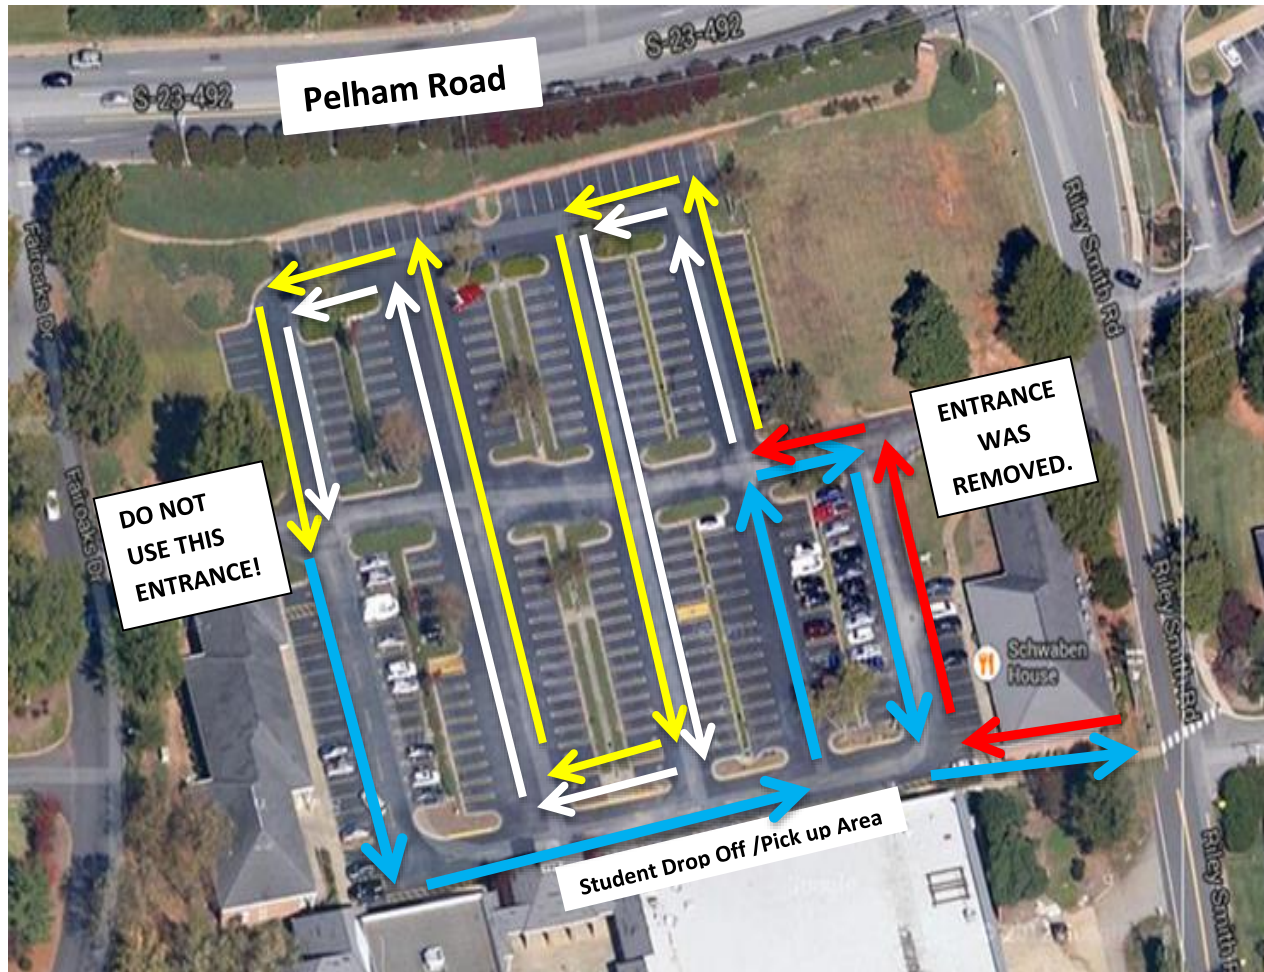 S-23-492
S-23-492
Pelham Road
Riley Smith Rd
Fairoaks Dr
ENTRANCE
WAS
REMOVED.
Fairoaks Dr
DO NOT
USE THIS
ENTRANCE!
Riley Smith Rd
Schwaben
House
Student Drop Off /Pick up Area
Riley Smith